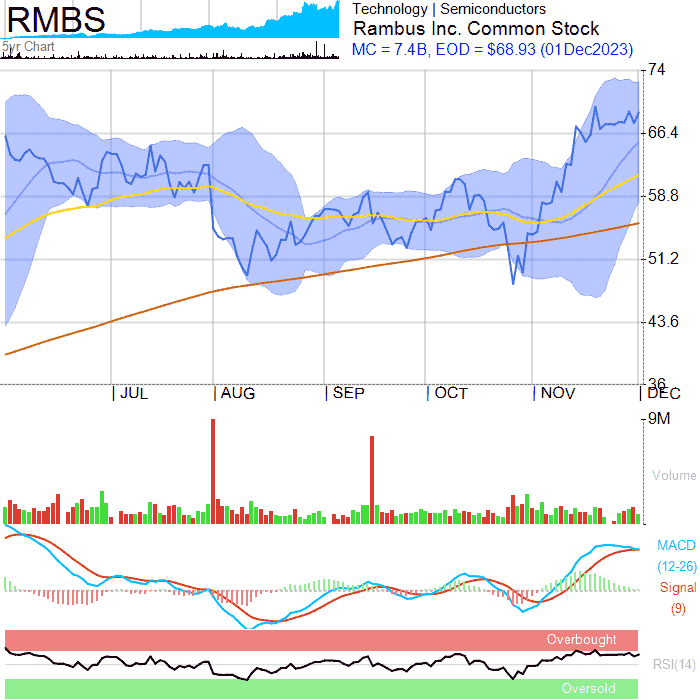 RMBS
5yr Chart
Technology | Semiconductors
Rambus Inc. Common Stock
MC = 7.4B, EOD = $68.93 (01Dec2023)
74
66.4
58.8
51.2
43.6
36
JUL AUG SEP OCT NOV DEC
9M
Volume
MACD
(12-26)
Signal
(9)
Overbought
RSI(14)
Oversold